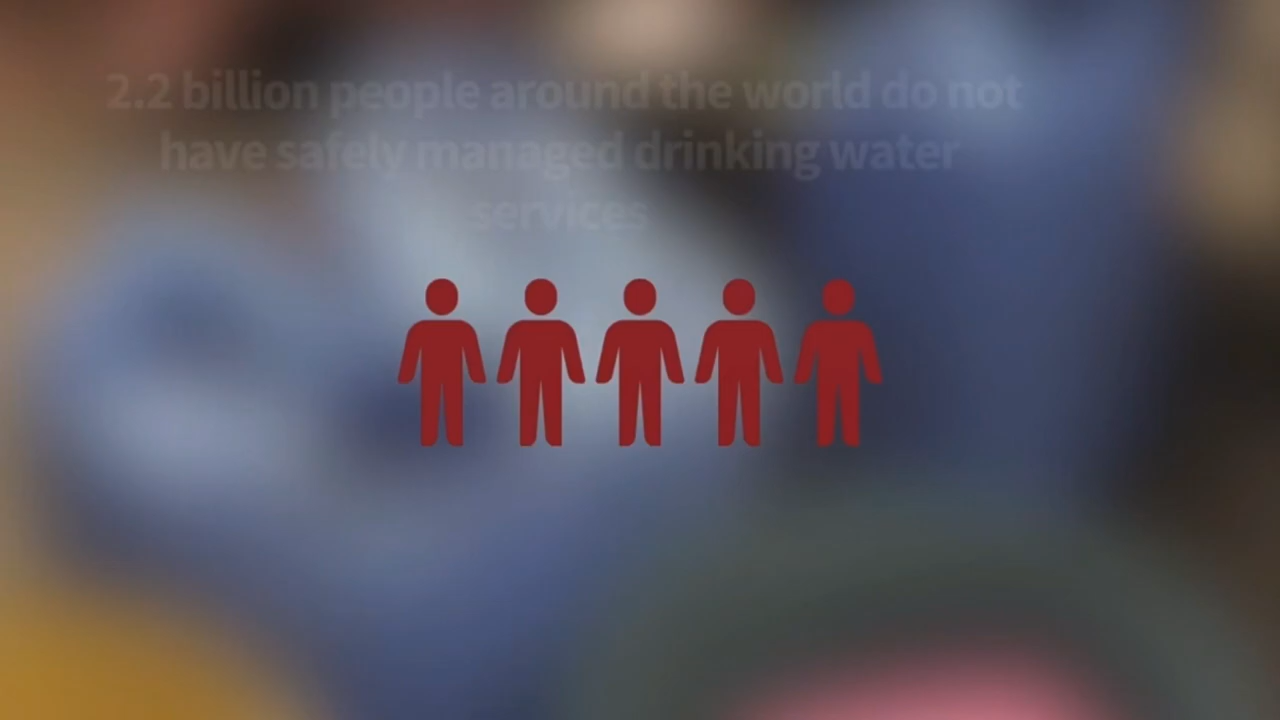 2.2 billion people around the world do not
have safely managed drinking water
services